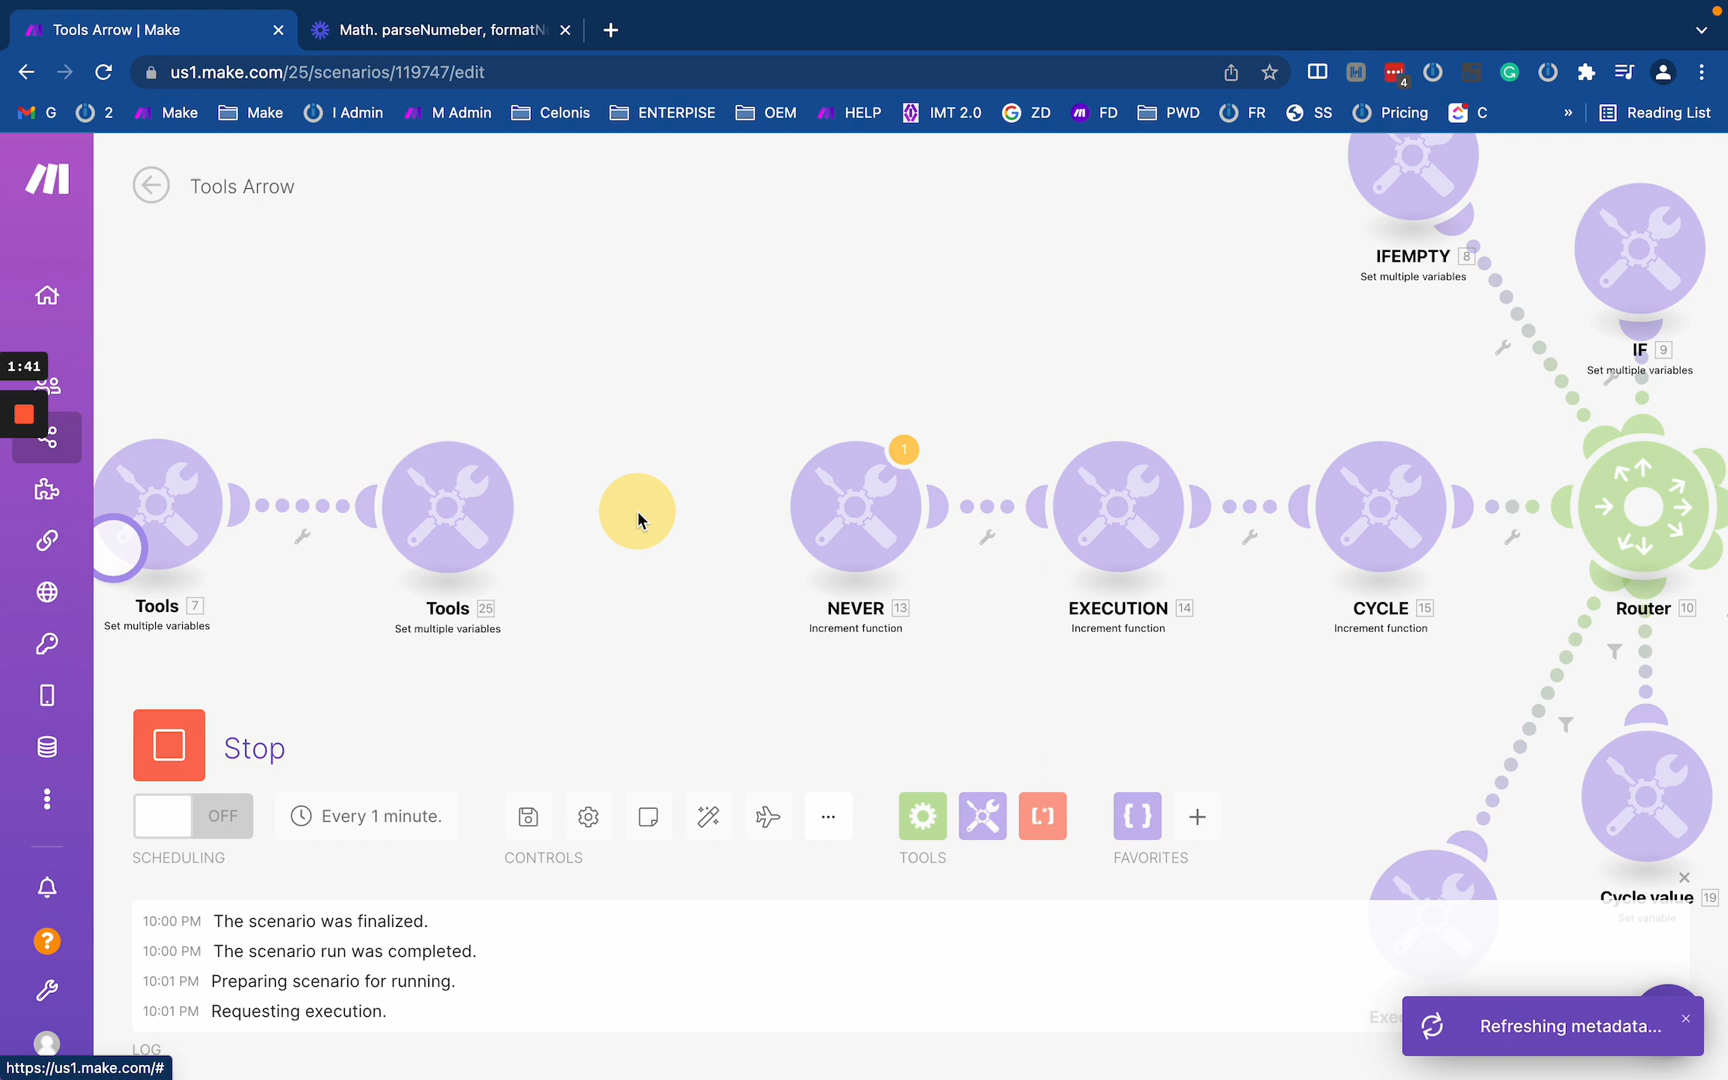 Tools Arrow | Make
Math. parseNumeber, formatNu
us1.make.com/25/scenarios/119747/edit
4
G
2
Make
Make
I Admin
M Admin
Celonis
ENTERPISE
OEM
HELP
IMT 2.0
ZD
FD
PWD
FR
SS
Pricing
C
»
Reading List
Tools Arrow
IFEMPTY 8
Set multiple variables
IF 9
Set multiple variables
1:41
1
Tools 7
Set multiple variables
Tools 25
Set multiple variables
NEVER 13
Increment function
EXECUTION 14
Increment function
CYCLE 15
Increment function
Router 10
Stop
OFF
Every 1 minute.
SCHEDULING
CONTROLS
TOOLS
FAVORITES
Cycle value 19
Set variable
10:00 PM The scenario was finalized.
10:00 PM The scenario run was completed.
10:01 PM Preparing scenario for running.
10:01 PM Requesting execution.
LOG
Refreshing metadata...
https://us1.make.com/#